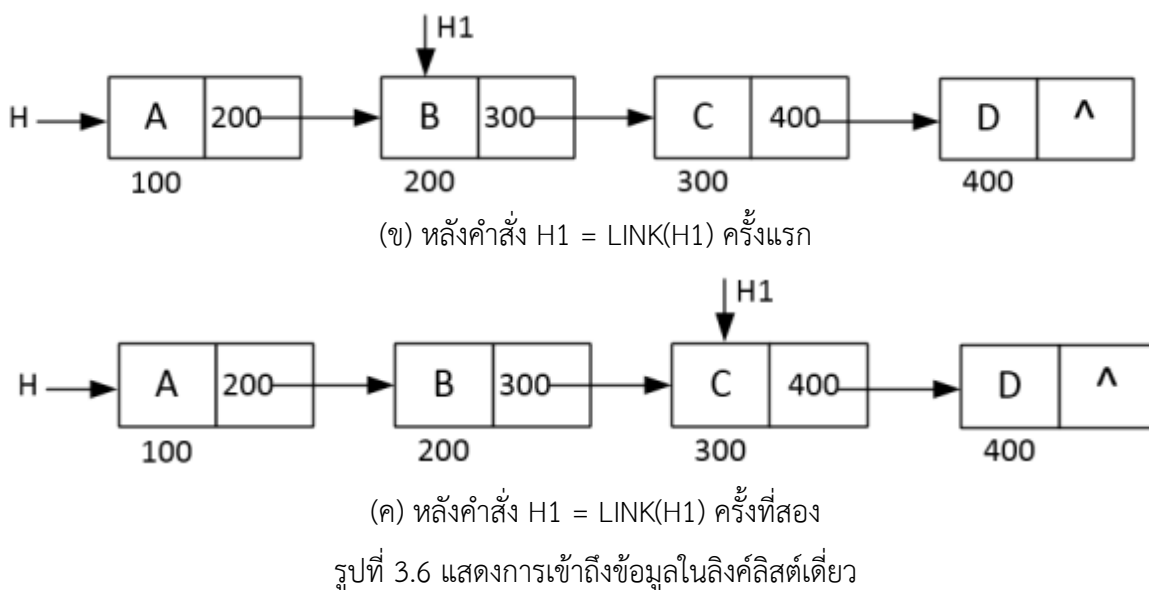 H1
H A 200 B 300 C 400 D ^
100 200 300 400
(ข) หลังคำสั่ง H1 = LINK(H1) ครั้งแรก
H1
H A 200 B 300 C 400 D ^
100 200 300 400
(ค) หลังคำสั่ง H1 = LINK(H1) ครั้งที่สอง
รูปที่ 3.6 แสดงการเข้าถึงข้อมูลในลิงค์ลิสต์เดี่ยว